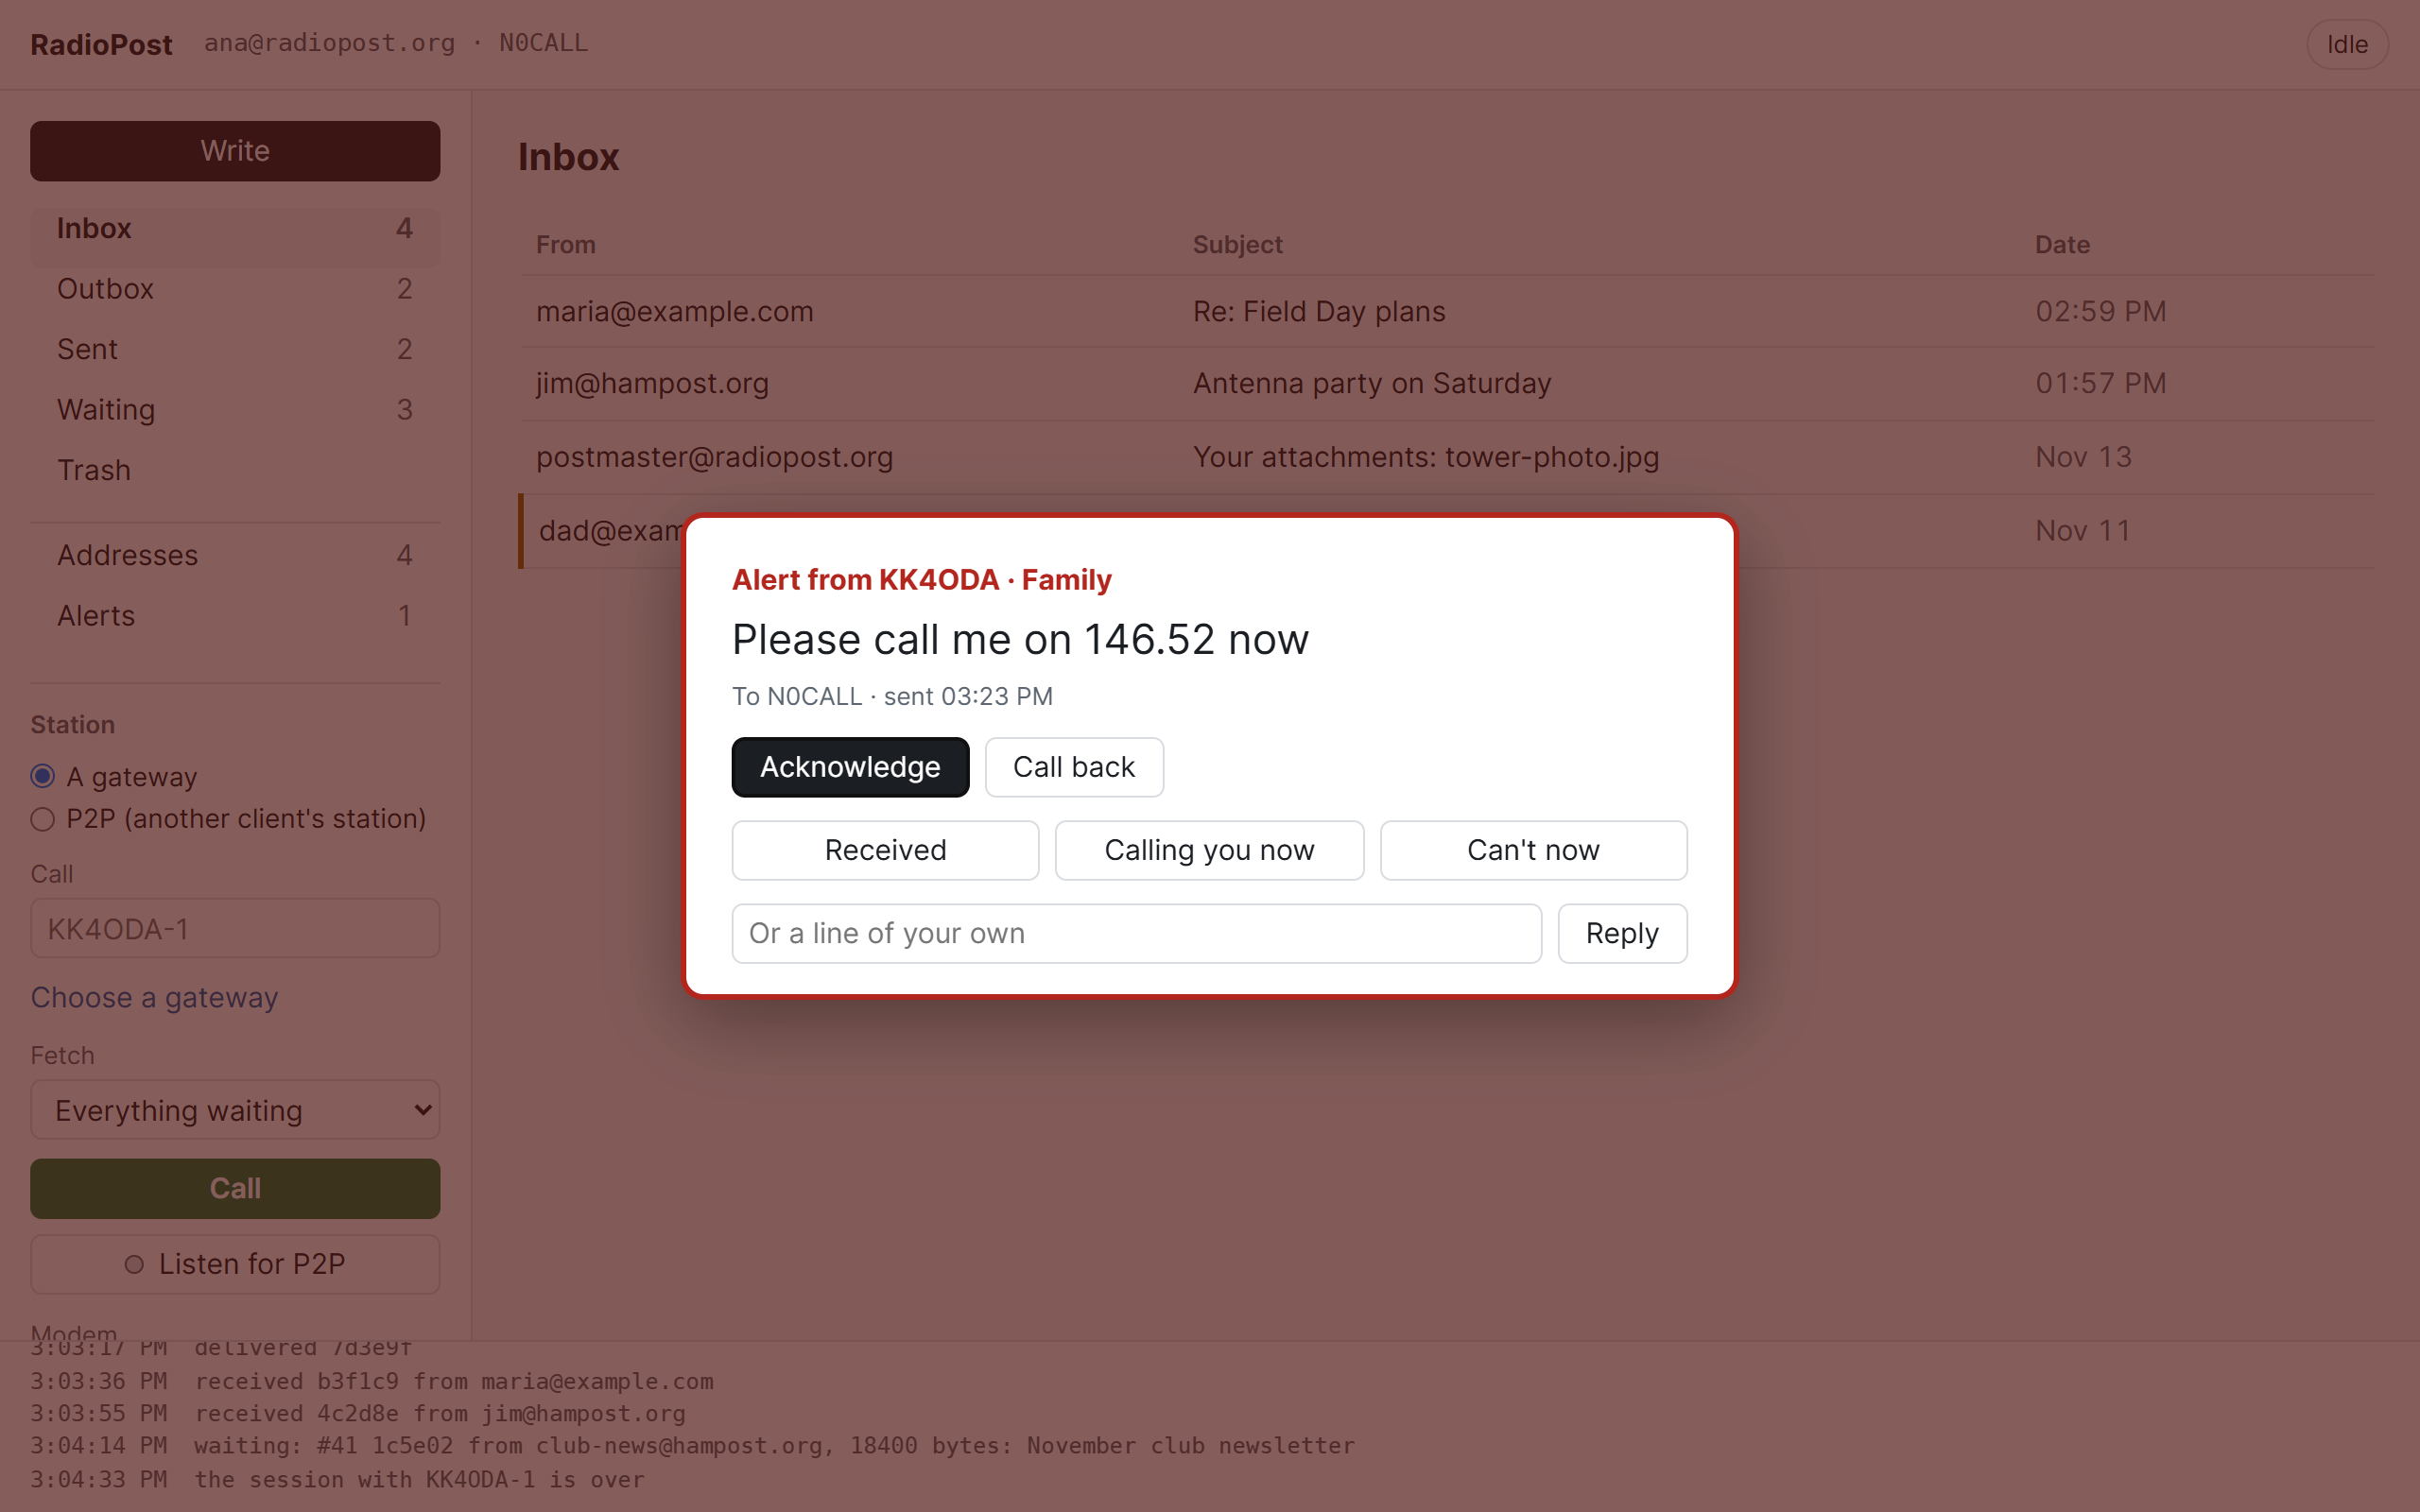 RadioPost ana@radiopost.org · N0CALL Idle
Write
Inbox 4
Outbox 2
Sent 2
Waiting 3
Trash
Addresses 4
Alerts 1
Station
A gateway
P2P (another client's station)
Call
KK4ODA-1
Choose a gateway
Fetch
Everything waiting
Call
Listen for P2P
Modem
Inbox
From Subject Date
maria@example.com Re: Field Day plans 02:59 PM
jim@hampost.org Antenna party on Saturday 01:57 PM
postmaster@radiopost.org Your attachments: tower-photo.jpg Nov 13
dad@exam Nov 11
Alert from KK4ODA · Family
Please call me on 146.52 now
To N0CALL · sent 03:23 PM
Acknowledge Call back
Received Calling you now Can't now
Or a line of your own Reply
3:03:17 PM delivered 7d3e9f
3:03:36 PM received b3f1c9 from maria@example.com
3:03:55 PM received 4c2d8e from jim@hampost.org
3:04:14 PM waiting: #41 1c5e02 from club-news@hampost.org, 18400 bytes: November club newsletter
3:04:33 PM the session with KK4ODA-1 is over